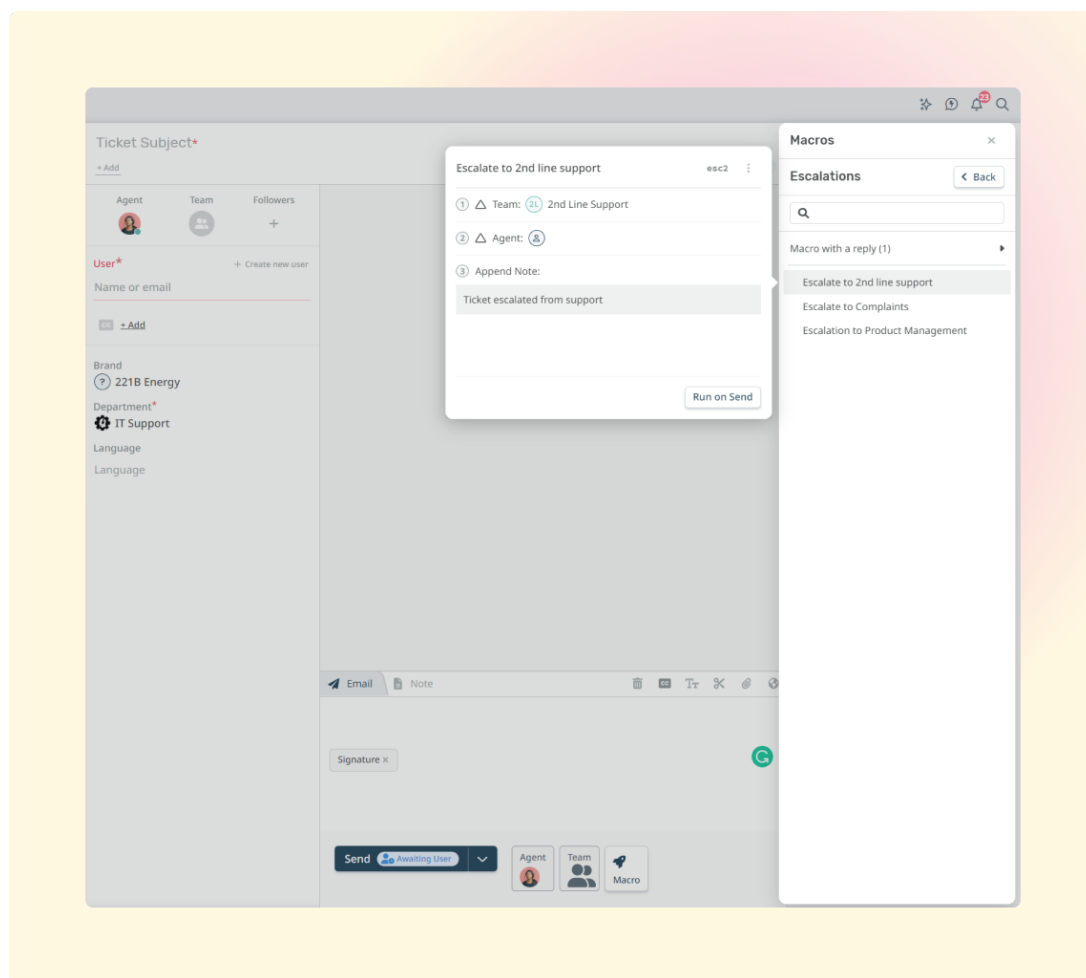 23
Ticket Subject*
+ Add
Agent Team Followers
User*
+ Create new user
Name or email
CC + Add
Brand
? 221B Energy
Department*
IT Support
Language
Language
Escalate to 2nd line support esc2
1 Team: 2L 2nd Line Support
2 Agent:
3 Append Note:
Ticket escalated from support
Run on Send
Macros
Escalations
Back
Macro with a reply (1)
Escalate to 2nd line support
Escalate to Complaints
Escalation to Product Management
Email Note
CC TT
Signature ×
G
Send Awaiting User
Agent Team
Macro